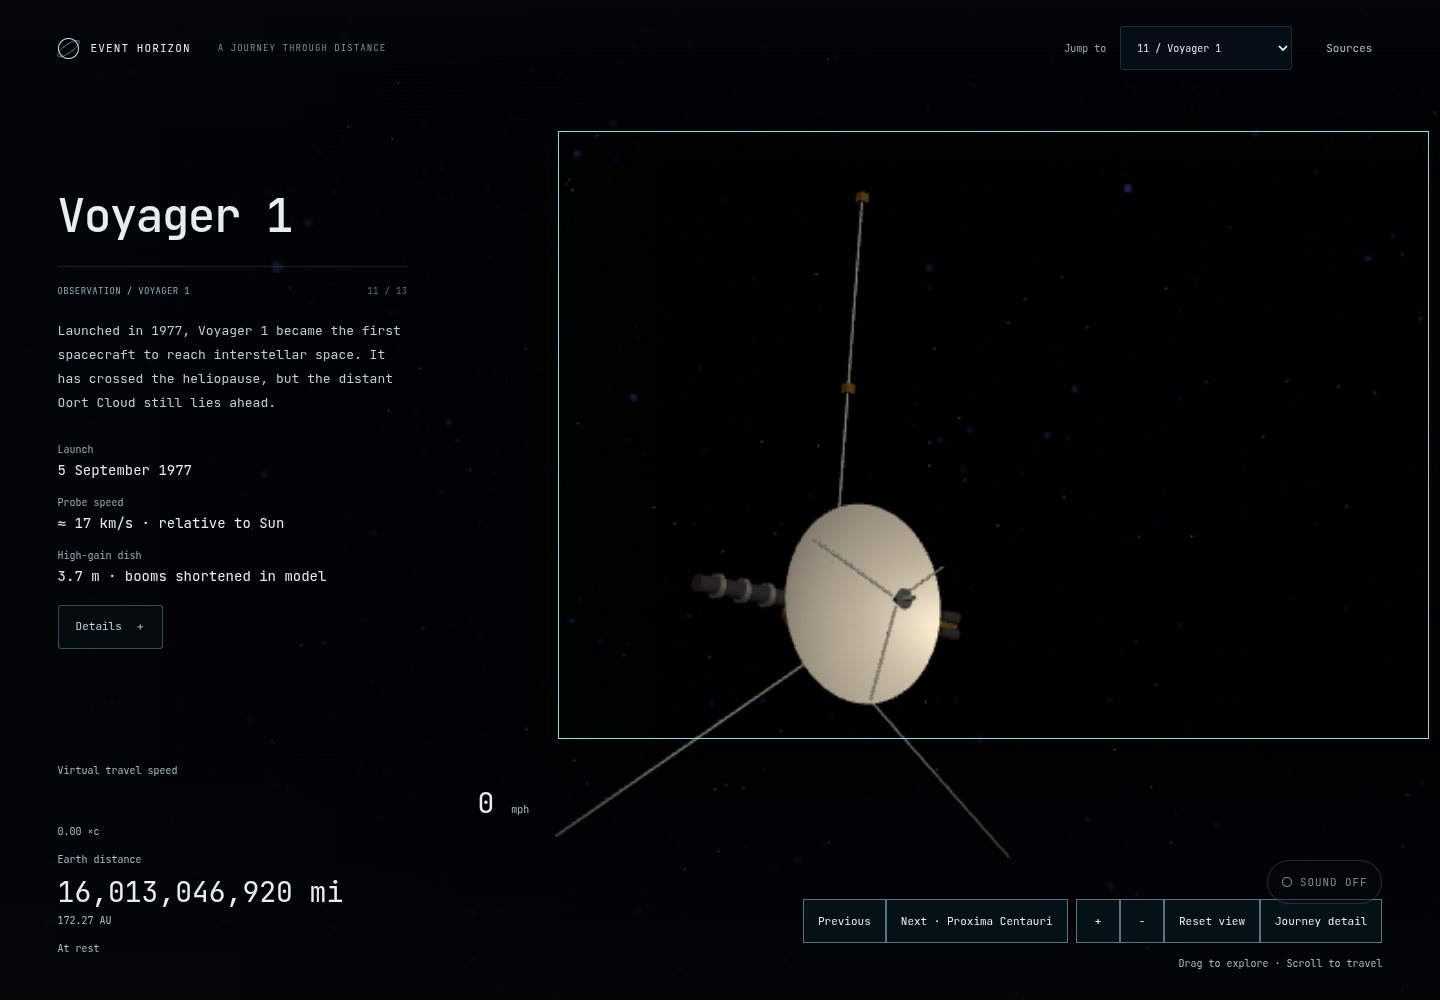 EVENT HORIZON
A JOURNEY THROUGH DISTANCE
Jump to
11 / Voyager 1
Sources
Voyager 1
OBSERVATION / VOYAGER 1
11 / 13
Launched in 1977, Voyager 1 became the first
spacecraft to reach interstellar space. It
has crossed the heliopause, but the distant
Oort Cloud still lies ahead.
Launch
5 September 1977
Probe speed
≈ 17 km/s · relative to Sun
High-gain dish
3.7 m · booms shortened in model
Details +
Virtual travel speed
0 mph
0.00 ×c
Earth distance
16,013,046,920 mi
172.27 AU
At rest
SOUND OFF
Previous
Next · Proxima Centauri
+
-
Reset view
Journey detail
Drag to explore · Scroll to travel